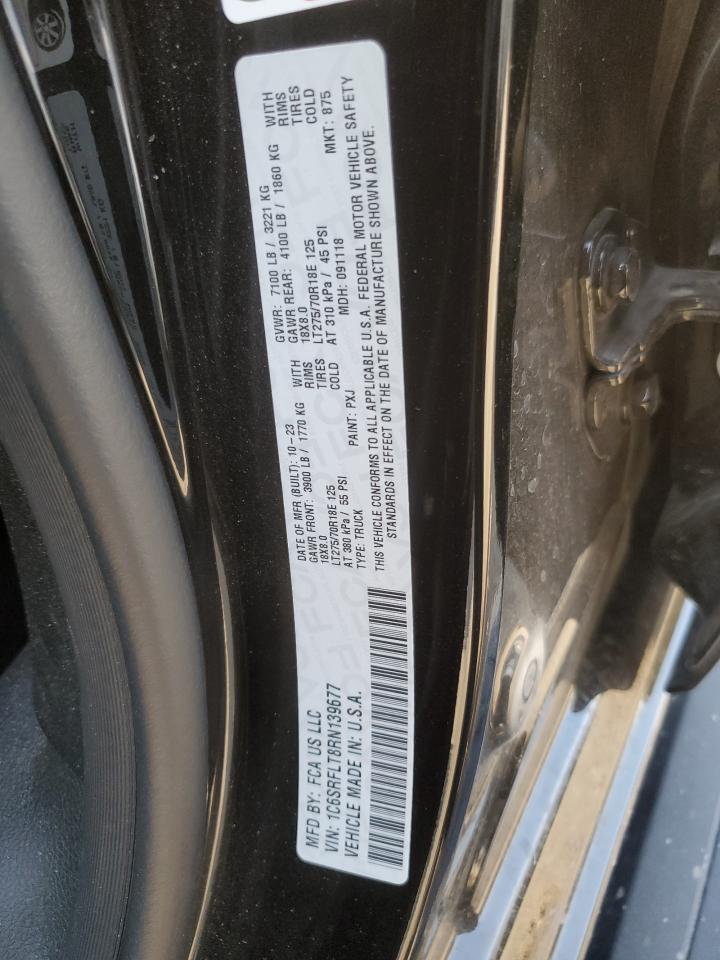 MFD BY: FCA US LLC
VIN: 1C6SRFLT8RN139677
VEHICLE MADE IN: U.S.A.
DATE OF MFR (BUILT): 10-23
GAWR FRONT: 3900 LB / 1770 KG WITH
18X8.0 RIMS
LT275/70R18E 125 TIRES
AT 380 kPa / 55 PSI COLD
TYPE: TRUCK PAINT: PXJ
GVWR: 7100 LB / 3221 KG
GAWR REAR: 4100 LB / 1860 KG WITH
18X8.0 RIMS
LT275/70R18E 125 TIRES
AT 310 kPa / 45 PSI COLD
MDH: 091118 MKT: 875
THIS VEHICLE CONFORMS TO ALL APPLICABLE U.S.A. FEDERAL MOTOR VEHICLE SAFETY
STANDARDS IN EFFECT ON THE DATE OF MANUFACTURE SHOWN ABOVE.